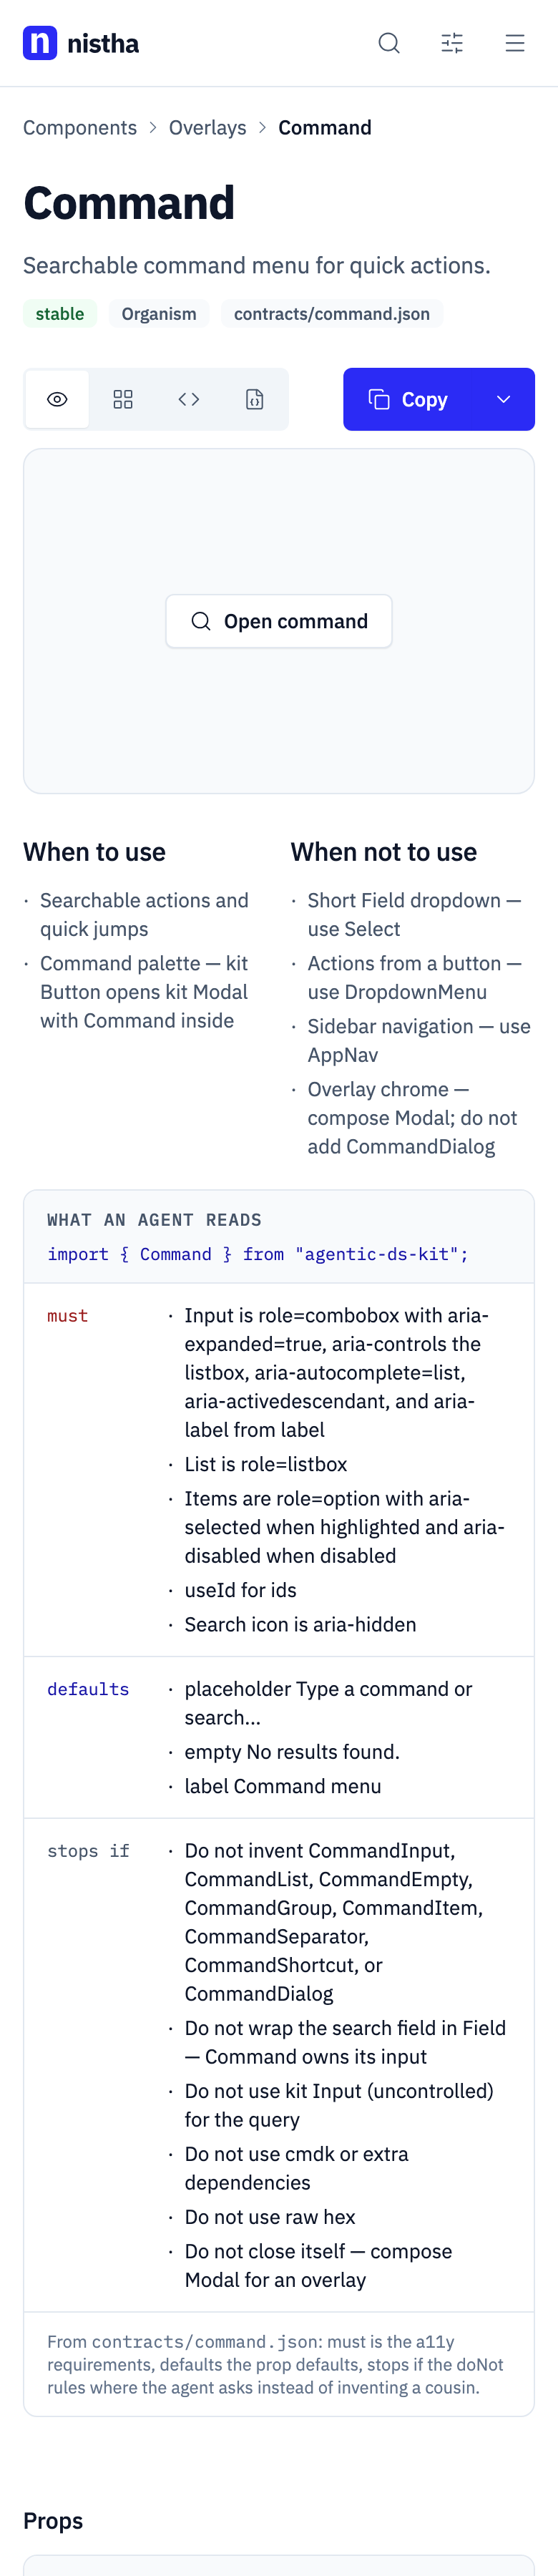 n nistha
Components > Overlays > Command
Command
Searchable command menu for quick actions.
stable Organism contracts/command.json
Copy
Open command
When to use
· Searchable actions and
quick jumps
· Command palette — kit
Button opens kit Modal
with Command inside
When not to use
· Short Field dropdown —
use Select
· Actions from a button —
use DropdownMenu
· Sidebar navigation — use
AppNav
· Overlay chrome —
compose Modal; do not
add CommandDialog
WHAT AN AGENT READS
import { Command } from "agentic-ds-kit";
must
· Input is role=combobox with aria-
expanded=true, aria-controls the
listbox, aria-autocomplete=list,
aria-activedescendant, and aria-
label from label
· List is role=listbox
· Items are role=option with aria-
selected when highlighted and aria-
disabled when disabled
· useId for ids
· Search icon is aria-hidden
defaults
· placeholder Type a command or
search…
· empty No results found.
· label Command menu
stops if
· Do not invent CommandInput,
CommandList, CommandEmpty,
CommandGroup, CommandItem,
CommandSeparator,
CommandShortcut, or
CommandDialog
· Do not wrap the search field in Field
— Command owns its input
· Do not use kit Input (uncontrolled)
for the query
· Do not use cmdk or extra
dependencies
· Do not use raw hex
· Do not close itself — compose
Modal for an overlay
From contracts/command.json: must is the a11y
requirements, defaults the prop defaults, stops if the doNot
rules where the agent asks instead of inventing a cousin.
Props